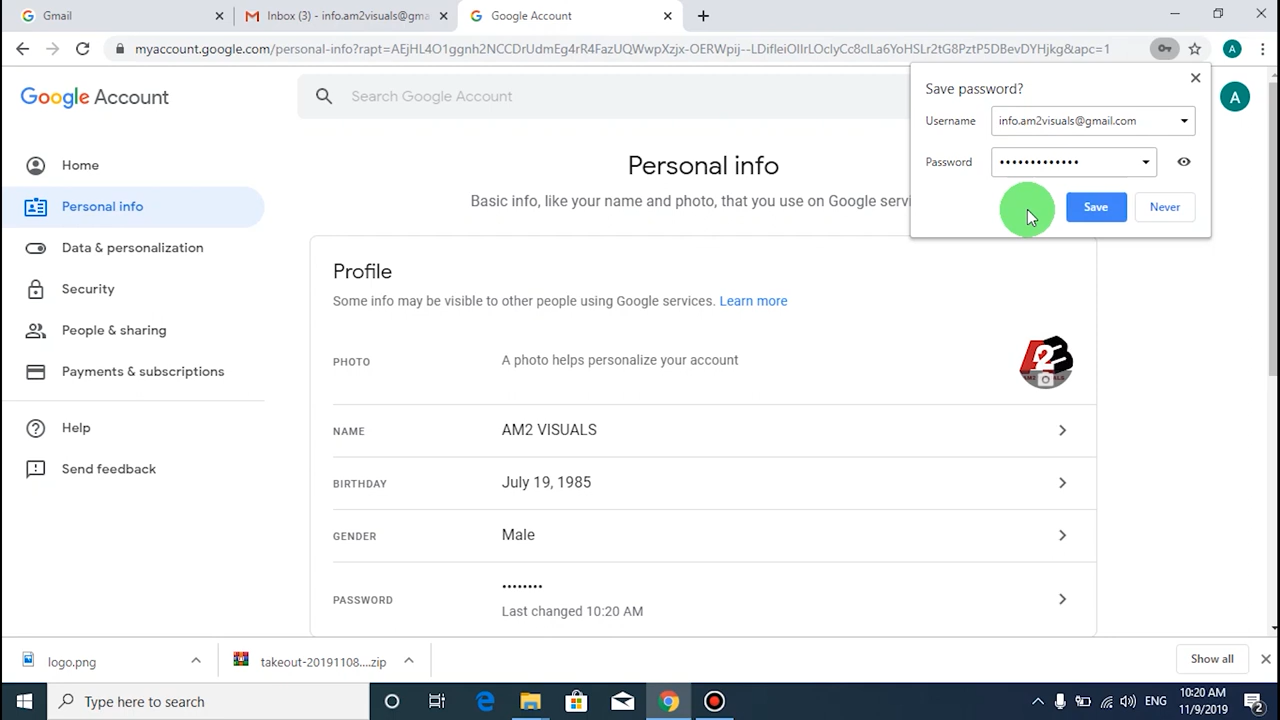 Gmail
Inbox (3) - info.am2visuals@gma
Google Account
myaccount.google.com/personal-info?rapt=AEjHL4O1ggnh2NCCDrUdmEg4rR4FazUQWwpXzjx-OERWpij--LDifleiOIIrLOclyCc8clLa6YoHSLr2tG8PztP5DBevDYHjkg&apc=1
A
Google Account
Search Google Account
A
Save password?
Username
info.am2visuals@gmail.com
Password
•••••••••••••
Save
Never
Home
Personal info
Data & personalization
Security
People & sharing
Payments & subscriptions
Help
Send feedback
Personal info
Basic info, like your name and photo, that you use on Google servi
Profile
Some info may be visible to other people using Google services. Learn more
PHOTO
A photo helps personalize your account
NAME
AM2 VISUALS
BIRTHDAY
July 19, 1985
GENDER
Male
PASSWORD
••••••••
Last changed 10:20 AM
logo.png
takeout-20191108....zip
Show all
Type here to search
ENG
10:20 AM
11/9/2019
2